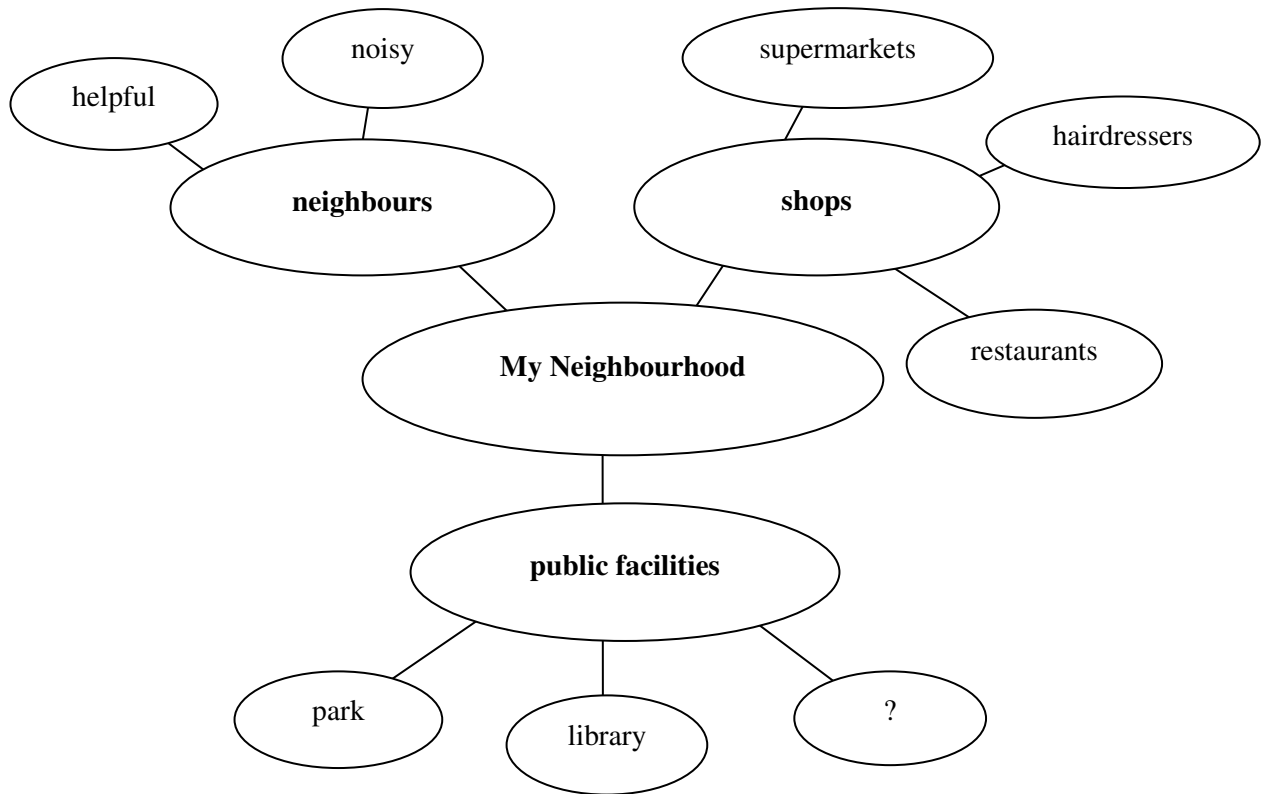 noisy
supermarkets
helpful
hairdressers
neighbours
shops
restaurants
My Neighbourhood
public facilities
park
library
?